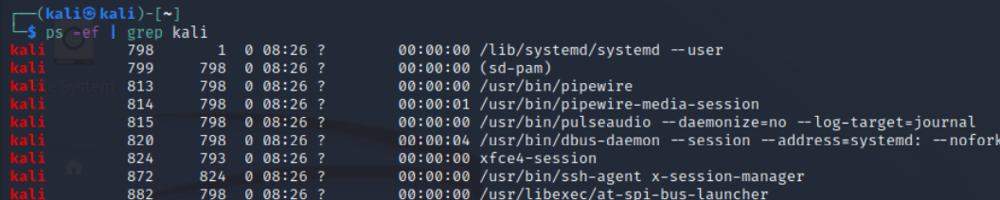 ┌──(kali㉿kali)-[~]
└─$ ps -ef | grep kali
kali 798 1 0 08:26 ? 00:00:00 /lib/systemd/systemd --user
kali 799 798 0 08:26 ? 00:00:00 (sd-pam)
kali 813 798 0 08:26 ? 00:00:00 /usr/bin/pipewire
kali 814 798 0 08:26 ? 00:00:01 /usr/bin/pipewire-media-session
kali 815 798 0 08:26 ? 00:00:00 /usr/bin/pulseaudio --daemonize=no --log-target=journal
kali 820 798 0 08:26 ? 00:00:04 /usr/bin/dbus-daemon --session --address=systemd: --nofork
kali 824 793 0 08:26 ? 00:00:00 xfce4-session
kali 872 824 0 08:26 ? 00:00:00 /usr/bin/ssh-agent x-session-manager
kali 882 798 0 08:26 ? 00:00:00 /usr/libexec/at-spi-bus-launcher